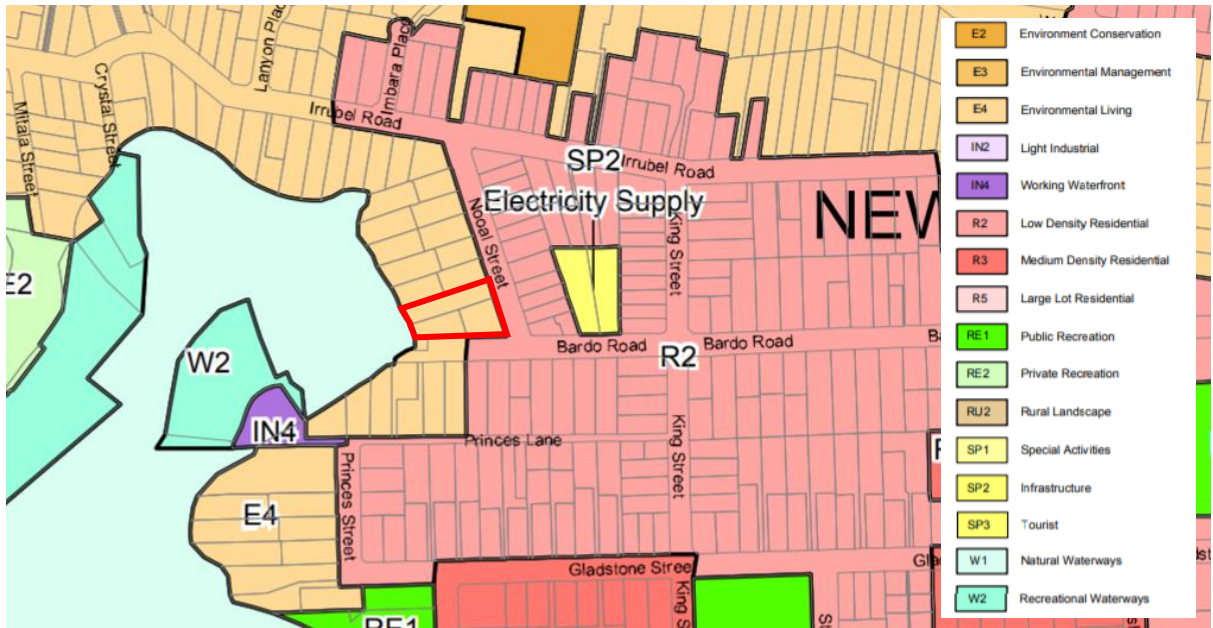 Lanyon Place
Crystal Street
Mitala Street
Imbara Place
Irrubel Road
SP2
Irrubel Road
Electricity Supply
NEW
Nooal Street
King Street
E2
W2
Bardo Road
R2
Bardo Road
IN4
Princes Lane
King Street
Princes Street
E4
Gladstone Stree
King S
RE1
E2 Environment Conservation
E3 Environmental Management
E4 Environmental Living
IN2 Light Industrial
IN4 Working Waterfront
R2 Low Density Residential
R3 Medium Density Residential
R5 Large Lot Residential
RE1 Public Recreation
RE2 Private Recreation
RU2 Rural Landscape
SP1 Special Activities
SP2 Infrastructure
SP3 Tourist
W1 Natural Waterways
W2 Recreational Waterways